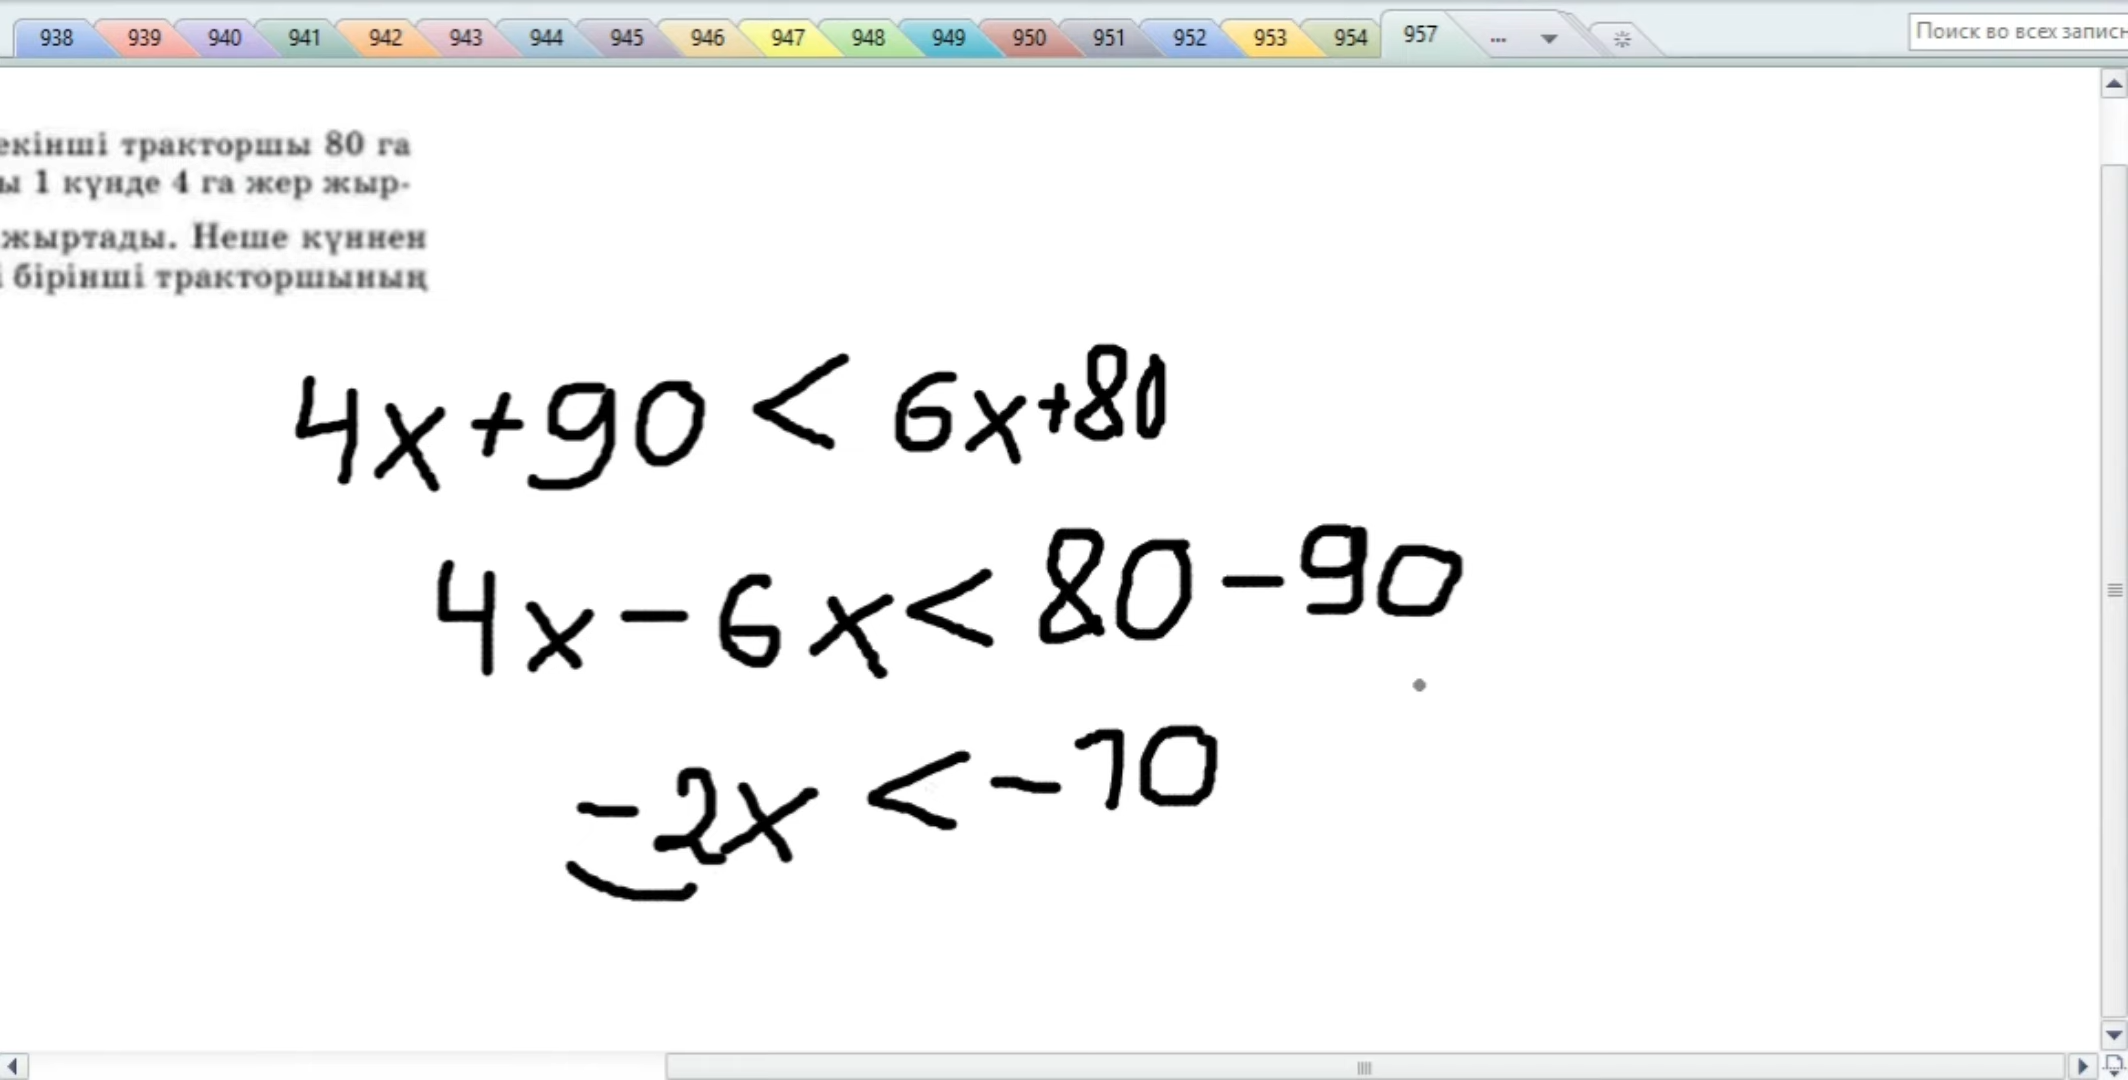 938 939 940 941 942 943 944 945 946 947 948 949 950 951 952 953 954 957 ...
Поиск во всех запис
екінші тракторшы 80 га
ы 1 күнде 4 га жер жыр-
жыртады. Неше күннен
і бірінші тракторшының
4x+90 < 6x+80
4x-6x<80-90
-2x < -10